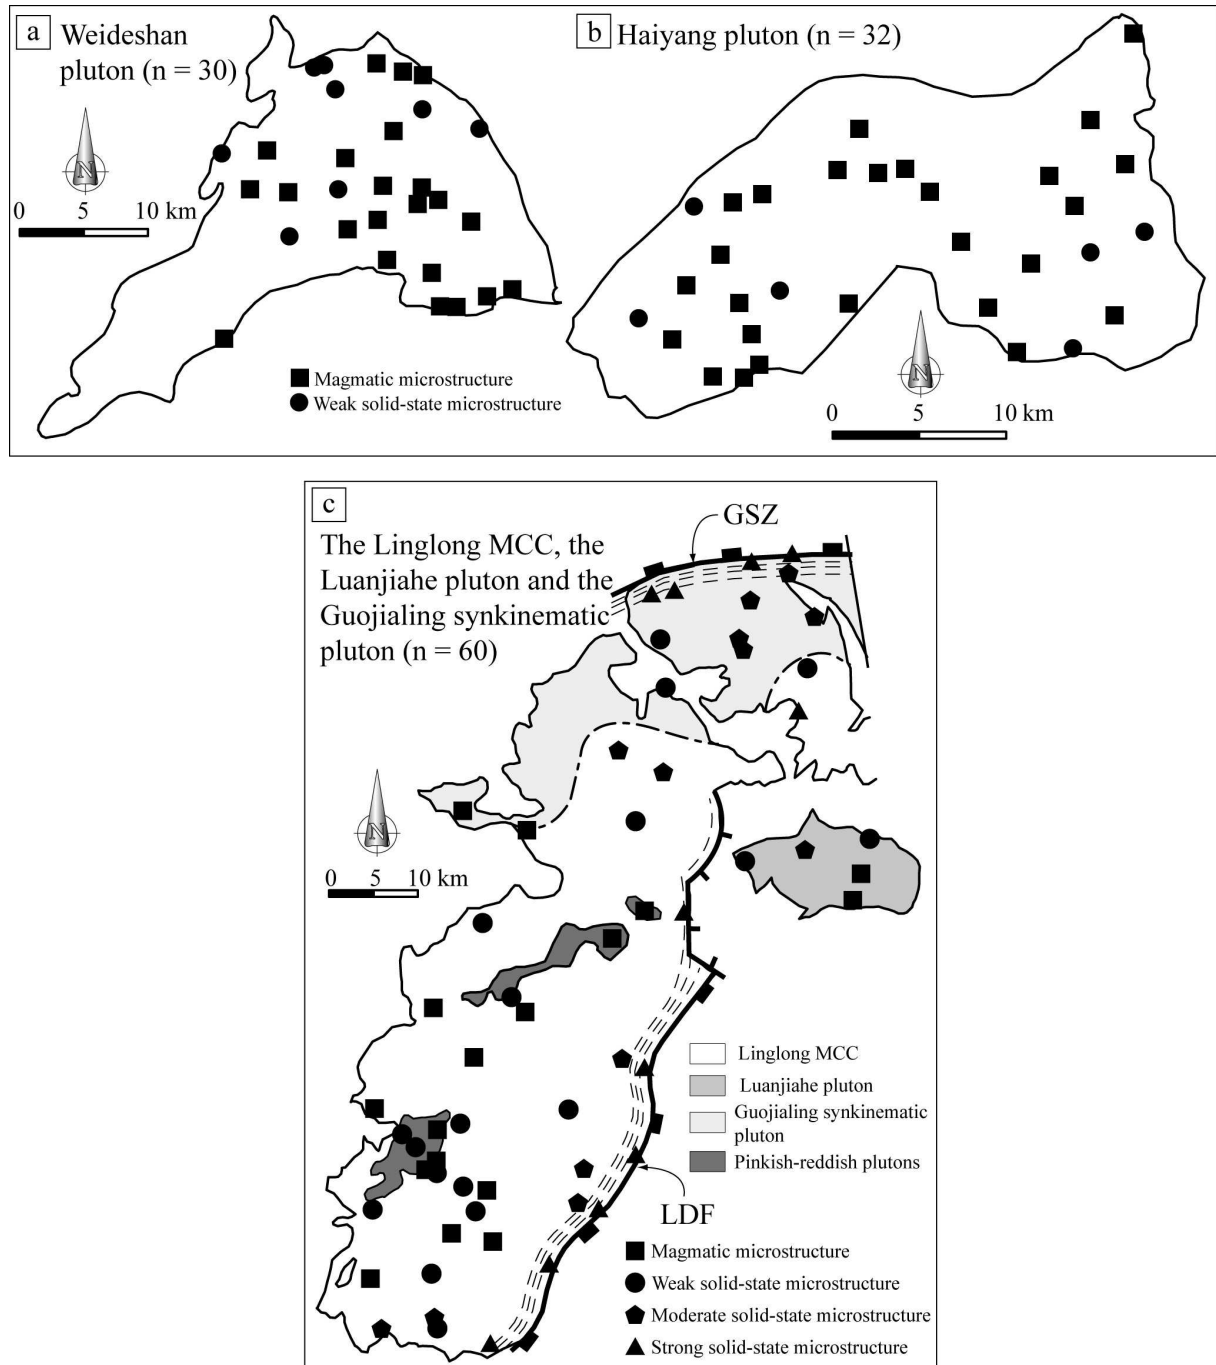 a
Weideshan
pluton (n = 30)
N
0 5 10 km
Magmatic microstructure
Weak solid-state microstructure
b
Haiyang pluton (n = 32)
N
0 5 10 km
c
GSZ
The Linglong MCC, the
Luanjiahe pluton and the
Guojialing synkinematic
pluton (n = 60)
N
0 5 10 km
Linglong MCC
Luanjiahe pluton
Guojialing synkinematic
pluton
Pinkish-reddish plutons
LDF
Magmatic microstructure
Weak solid-state microstructure
Moderate solid-state microstructure
Strong solid-state microstructure